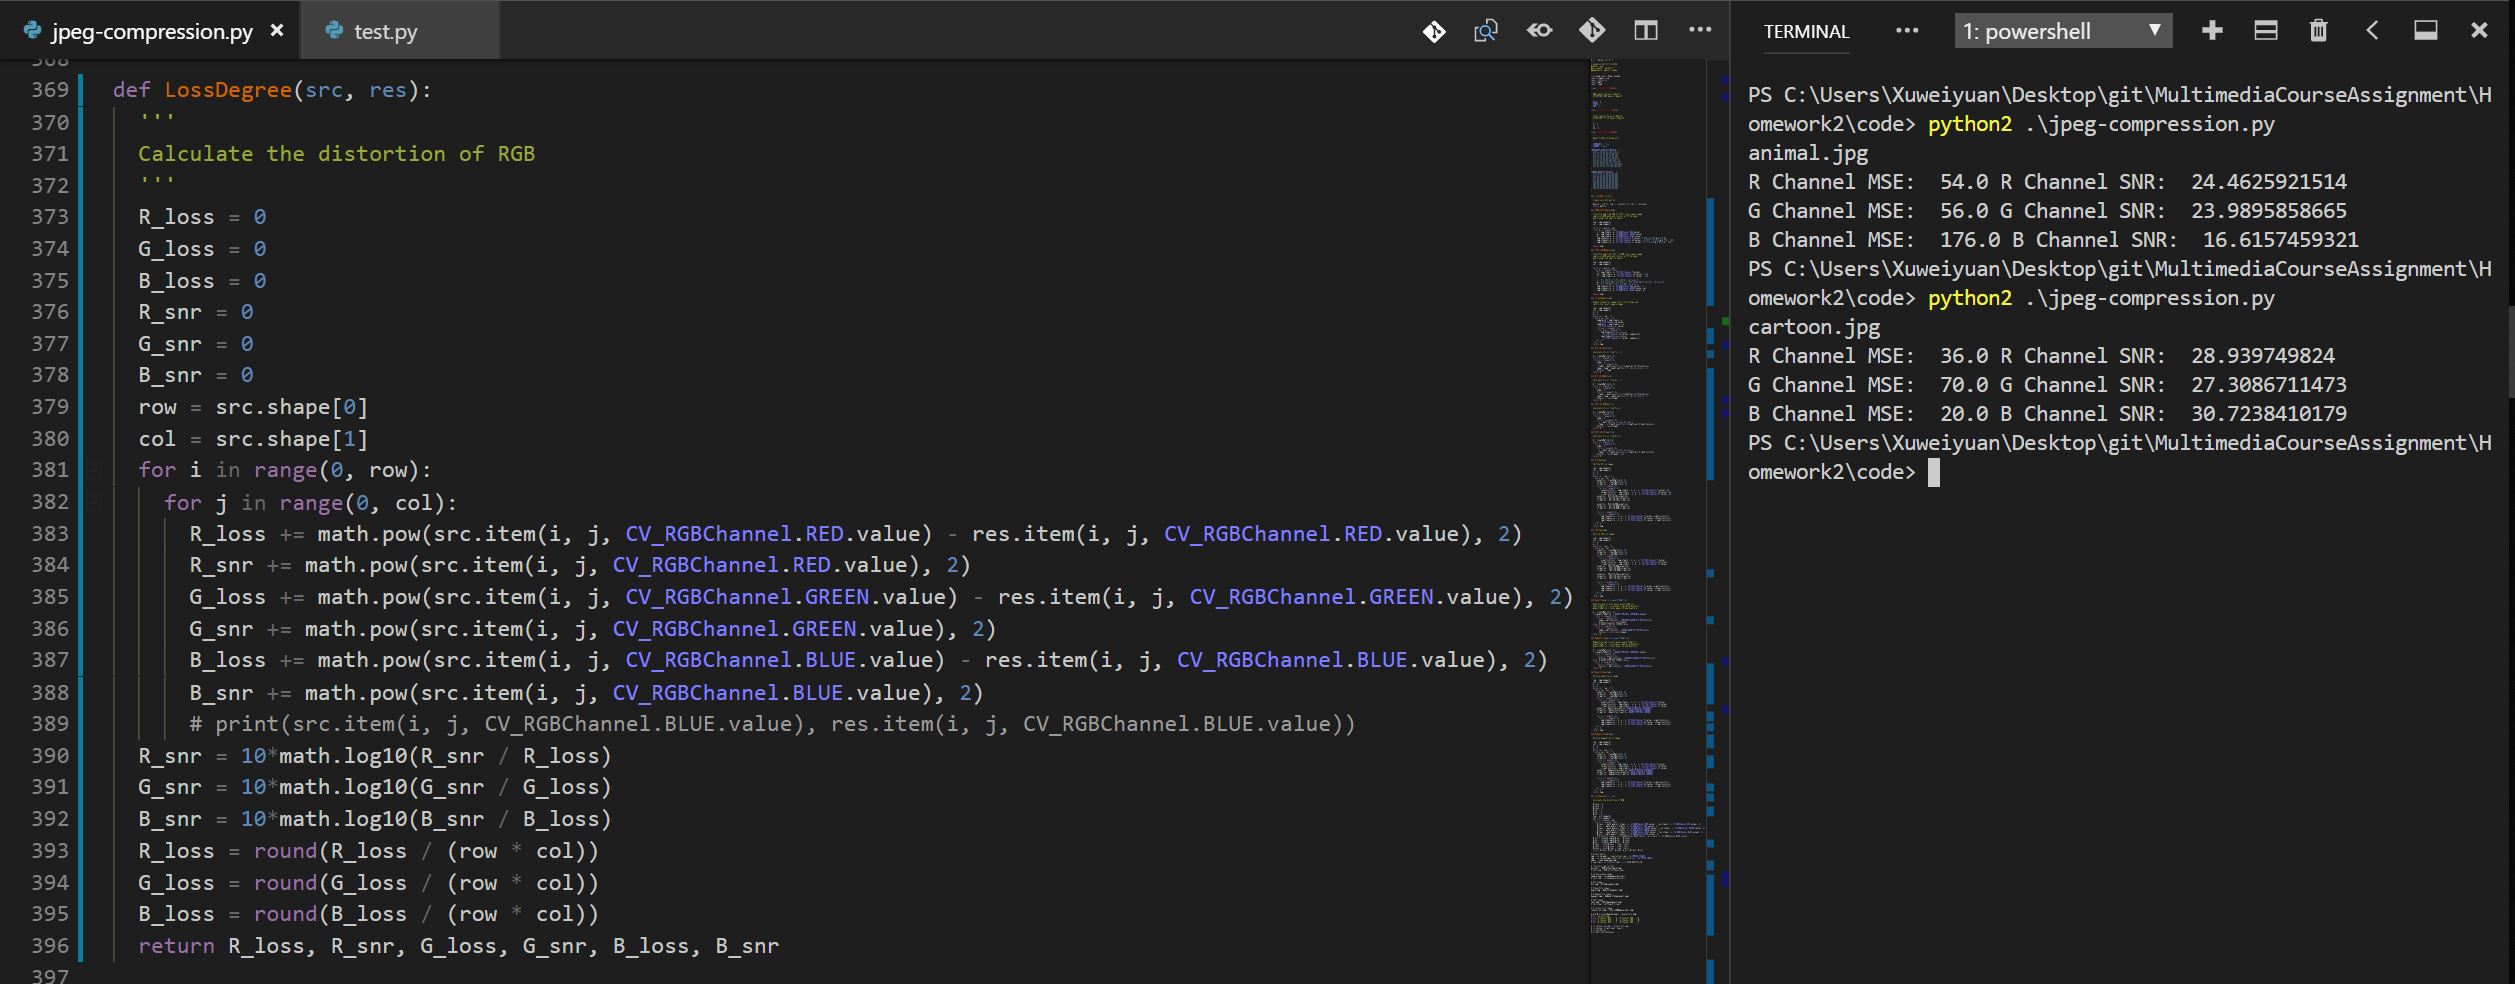 jpeg-compression.py
test.py
TERMINAL
1: powershell
368
369 def LossDegree(src, res):
370 '''
371 Calculate the distortion of RGB
372 '''
373 R_loss = 0
374 G_loss = 0
375 B_loss = 0
376 R_snr = 0
377 G_snr = 0
378 B_snr = 0
379 row = src.shape[0]
380 col = src.shape[1]
381 for i in range(0, row):
382 for j in range(0, col):
383 R_loss += math.pow(src.item(i, j, CV_RGBChannel.RED.value) - res.item(i, j, CV_RGBChannel.RED.value), 2)
384 R_snr += math.pow(src.item(i, j, CV_RGBChannel.RED.value), 2)
385 G_loss += math.pow(src.item(i, j, CV_RGBChannel.GREEN.value) - res.item(i, j, CV_RGBChannel.GREEN.value), 2)
386 G_snr += math.pow(src.item(i, j, CV_RGBChannel.GREEN.value), 2)
387 B_loss += math.pow(src.item(i, j, CV_RGBChannel.BLUE.value) - res.item(i, j, CV_RGBChannel.BLUE.value), 2)
388 B_snr += math.pow(src.item(i, j, CV_RGBChannel.BLUE.value), 2)
389 # print(src.item(i, j, CV_RGBChannel.BLUE.value), res.item(i, j, CV_RGBChannel.BLUE.value))
390 R_snr = 10*math.log10(R_snr / R_loss)
391 G_snr = 10*math.log10(G_snr / G_loss)
392 B_snr = 10*math.log10(B_snr / B_loss)
393 R_loss = round(R_loss / (row * col))
394 G_loss = round(G_loss / (row * col))
395 B_loss = round(B_loss / (row * col))
396 return R_loss, R_snr, G_loss, G_snr, B_loss, B_snr
397
PS C:\Users\Xuweiyuan\Desktop\git\MultimediaCourseAssignment\H
omework2\code> python2 .\jpeg-compression.py
animal.jpg
R Channel MSE:  54.0 R Channel SNR:  24.4625921514
G Channel MSE:  56.0 G Channel SNR:  23.9895858665
B Channel MSE:  176.0 B Channel SNR:  16.6157459321
PS C:\Users\Xuweiyuan\Desktop\git\MultimediaCourseAssignment\H
omework2\code> python2 .\jpeg-compression.py
cartoon.jpg
R Channel MSE:  36.0 R Channel SNR:  28.939749824
G Channel MSE:  70.0 G Channel SNR:  27.3086711473
B Channel MSE:  20.0 B Channel SNR:  30.7238410179
PS C:\Users\Xuweiyuan\Desktop\git\MultimediaCourseAssignment\H
omework2\code>